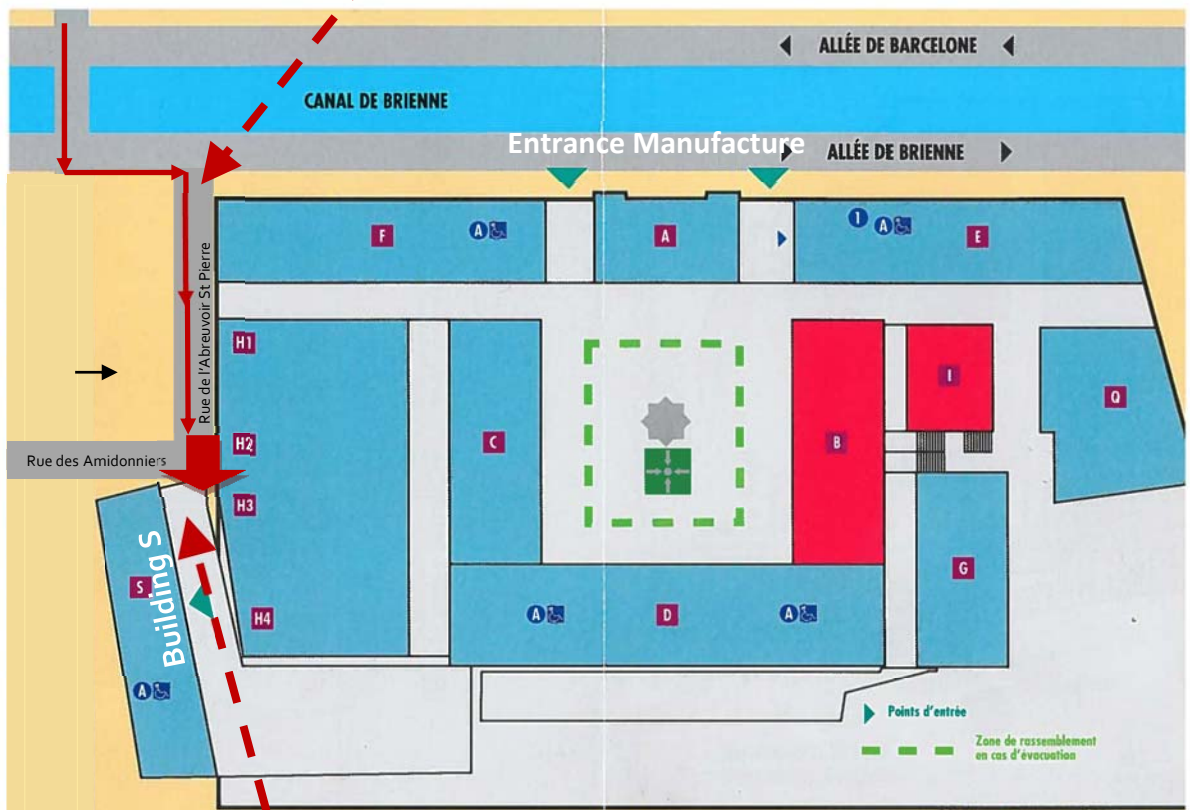 ALLÉE DE BARCELONE
CANAL DE BRIENNE
Entrance Manufacture
ALLÉE DE BRIENNE
F
A
A
1
A
E
Rue de l'Abreuvoir St Pierre
H1
H2
H3
H4
C
B
I
Q
Rue des Amidonniers
S
Building S
A
A
D
A
G
Points d'entrée
Zone de rassemblement
en cas d'évacuation